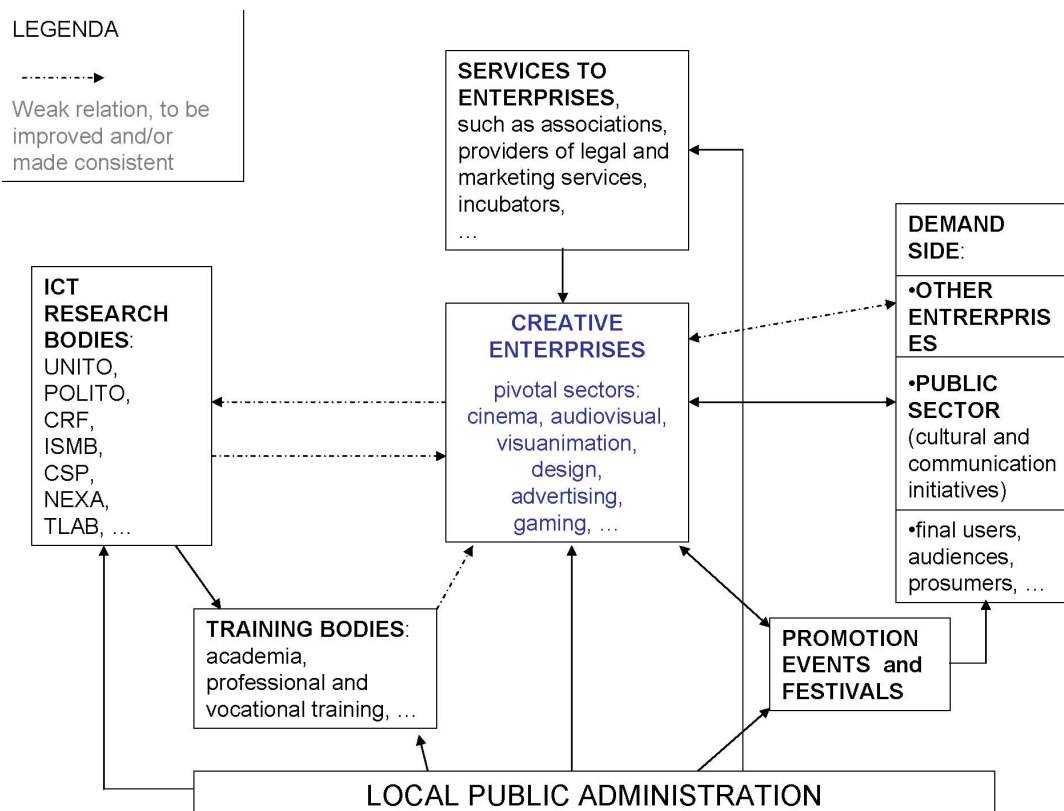 LEGENDA
Weak relation, to be
improved and/or
made consistent
SERVICES TO
ENTERPRISES,
such as associations,
providers of legal and
marketing services,
incubators,
…
DEMAND
SIDE:
•OTHER
ENTRERPRIS
ES
•PUBLIC
SECTOR
(cultural and
communication
initiatives)
•final users,
audiences,
prosumers, …
ICT
RESEARCH
BODIES:
UNITO,
POLITO,
CRF,
ISMB,
CSP,
NEXA,
TLAB, …
CREATIVE
ENTERPRISES
pivotal sectors:
cinema, audiovisual,
visuanimation,
design,
advertising,
gaming, …
TRAINING BODIES:
academia,
professional and
vocational training, …
PROMOTION
EVENTS and
FESTIVALS
LOCAL PUBLIC ADMINISTRATION